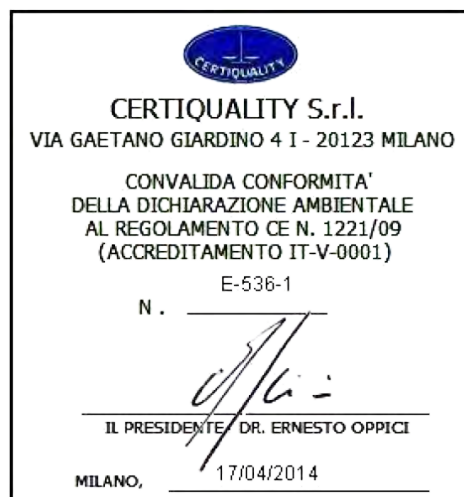 CERTIQUALITY
CERTIQUALITY S.r.l.
VIA GAETANO GIARDINO 4 I - 20123 MILANO
CONVALIDA CONFORMITA'
DELLA DICHIARAZIONE AMBIENTALE
AL REGOLAMENTO CE N. 1221/09
(ACCREDITAMENTO IT-V-0001)
N. E-536-1
IL PRESIDENTE DR. ERNESTO OPPICI
MILANO, 17/04/2014